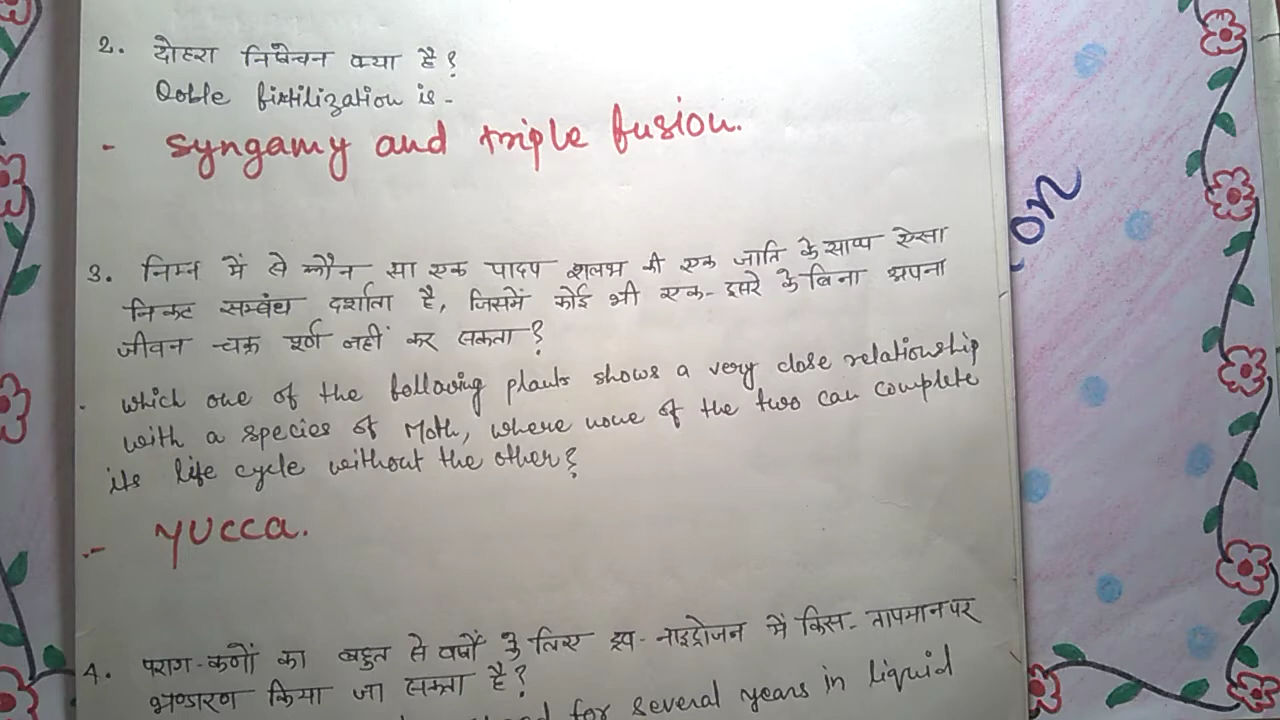 2. दोहरा निषेचन क्या है?
Doble firtilization is-
- Syngamy and triple fusion.
3. निम्न में से कौन सा एक पादप शलभ की एक जाति के साथ ऐसा
निकट सम्बंध दर्शाता है, जिसमें कोई भी एक-दूसरे के बिना अपना
जीवन चक्र पूर्ण नहीं कर सकता?
. which one of the following plants shows a very close relationship
with a species of Moth, where none of the two can complete
its life cycle without the other?
- YUCCA.
4. पराग-कणों का बहुत से वर्षों के लिए द्रव-नाइट्रोजन में किस-तापमान पर
भण्डारण किया जा सकता है?
for several years in liquid
on